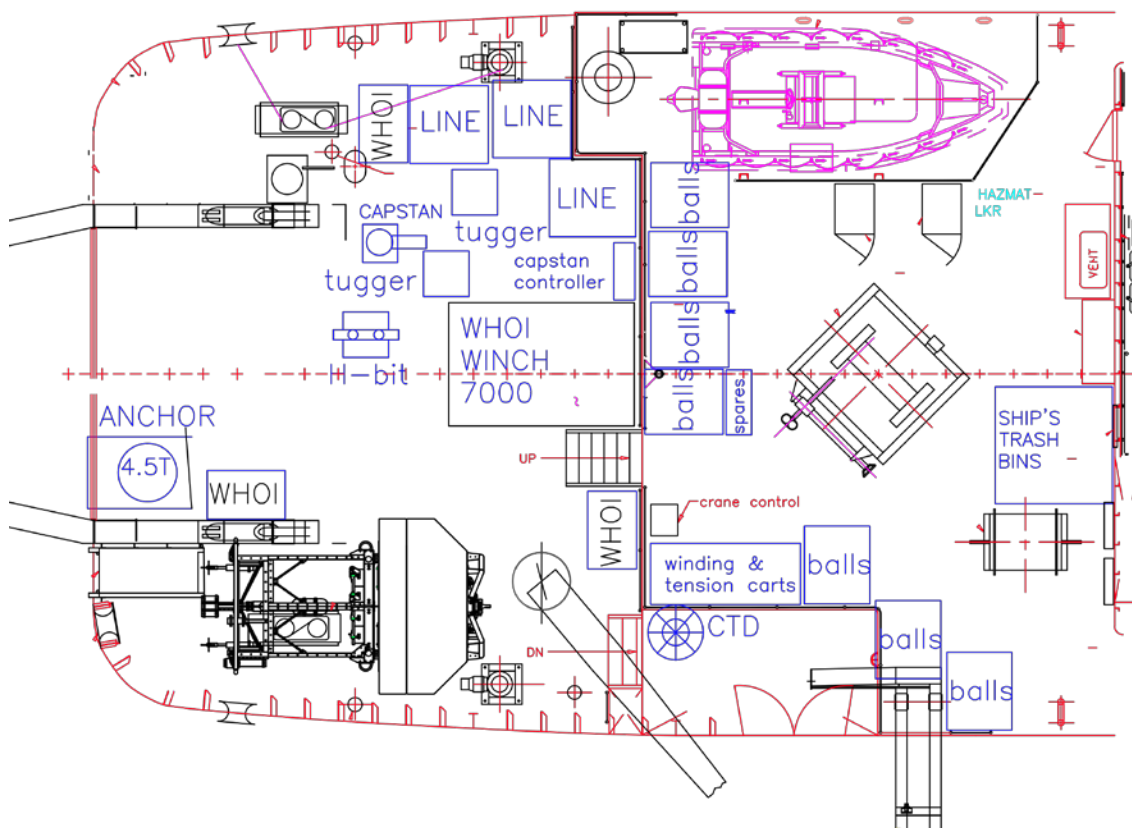 WHOI
LINE
LINE
LINE
CAPSTAN
tugger
tugger
capstan
controller
H-bit
WHOI
WINCH
7000
ANCHOR
4.5T
WHOI
UP
WHOI
DN
balls
balls
balls
balls
spares
HAZMAT
LKR
VENT
SHIP'S
TRASH
BINS
crane control
winding &
tension carts
balls
CTD
balls
balls